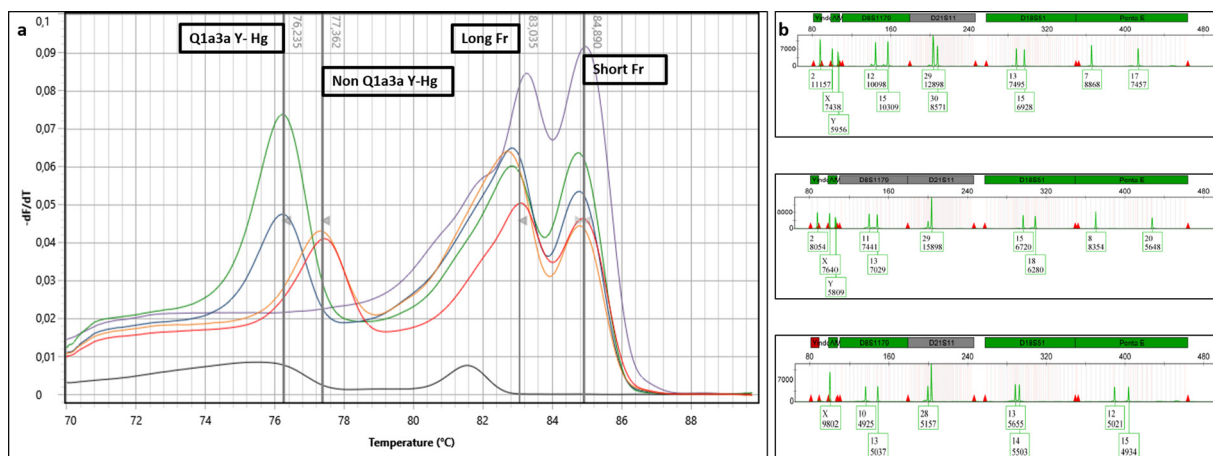 a
0,1
0,09
0,08
0,07
0,06
0,05
0,04
0,03
0,02
0,01
0
-dF/dT
Q1a3a Y- Hg
76,235
77,362
Non Q1a3a Y-Hg
Long Fr
83,035
84,890
Short Fr
70 72 74 76 78 80 82 84 86 88
Temperature (°C)
b
D8S1179 D21S11 D18S51 Penta E
80 160 240 320 400 480
7000
0
2 12 29 13 7 17
11157 10098 12898 7495 8868 7457
X 15 30 15
7438 10309 8571 6928
Y
5956
D8S1179 D21S11 D18S51 Penta E
80 160 240 320 400 480
0
2 11 29 15 8 20
8054 7441 15898 6720 8354 5648
X 13 18
7640 7029 6280
Y
5809
D8S1179 D21S11 D18S51 Penta E
80 160 240 320 400 480
7000
0
X 10 28 13 12
9802 4925 5157 5655 5021
13 14 15
5037 5503 4934